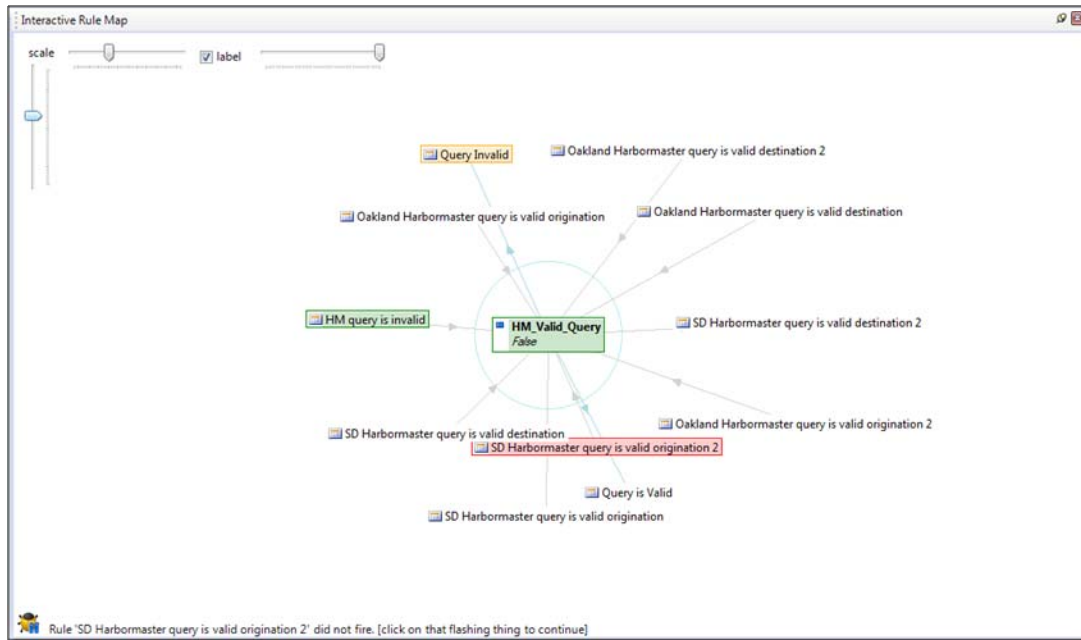 Interactive Rule Map
scale
label
Query Invalid
Oakland Harbormaster query is valid destination 2
Oakland Harbormaster query is valid origination
Oakland Harbormaster query is valid destination
HM query is invalid
HM_Valid_Query
False
SD Harbormaster query is valid destination 2
Oakland Harbormaster query is valid origination 2
SD Harbormaster query is valid destination
SD Harbormaster query is valid origination 2
Query is Valid
SD Harbormaster query is valid origination
Rule 'SD Harbormaster query is valid origination 2' did not fire. [click on that flashing thing to continue]